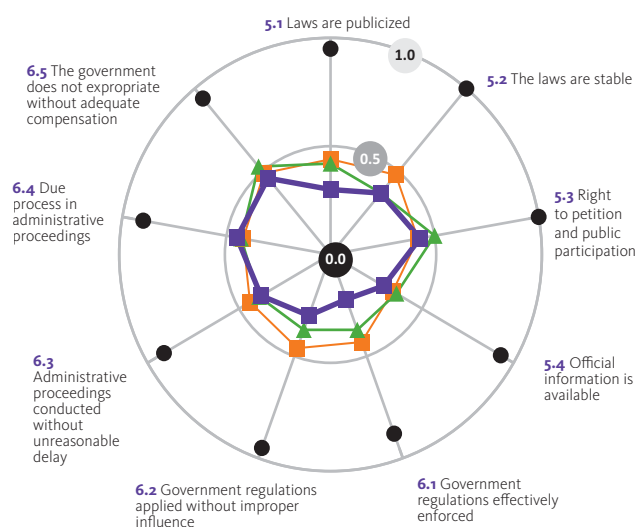 5.1 Laws are publicized
1.0
5.2 The laws are stable
0.5
5.3 Right
to petition
and public
participation
0.0
5.4 Official
information is
available
6.1 Government
regulations effectively
enforced
6.2 Government regulations
applied without improper
influence
6.3
Administrative
proceedings
conducted
without
unreasonable
delay
6.4 Due
process in
administrative
proceedings
6.5 The government
does not expropriate
without adequate
compensation